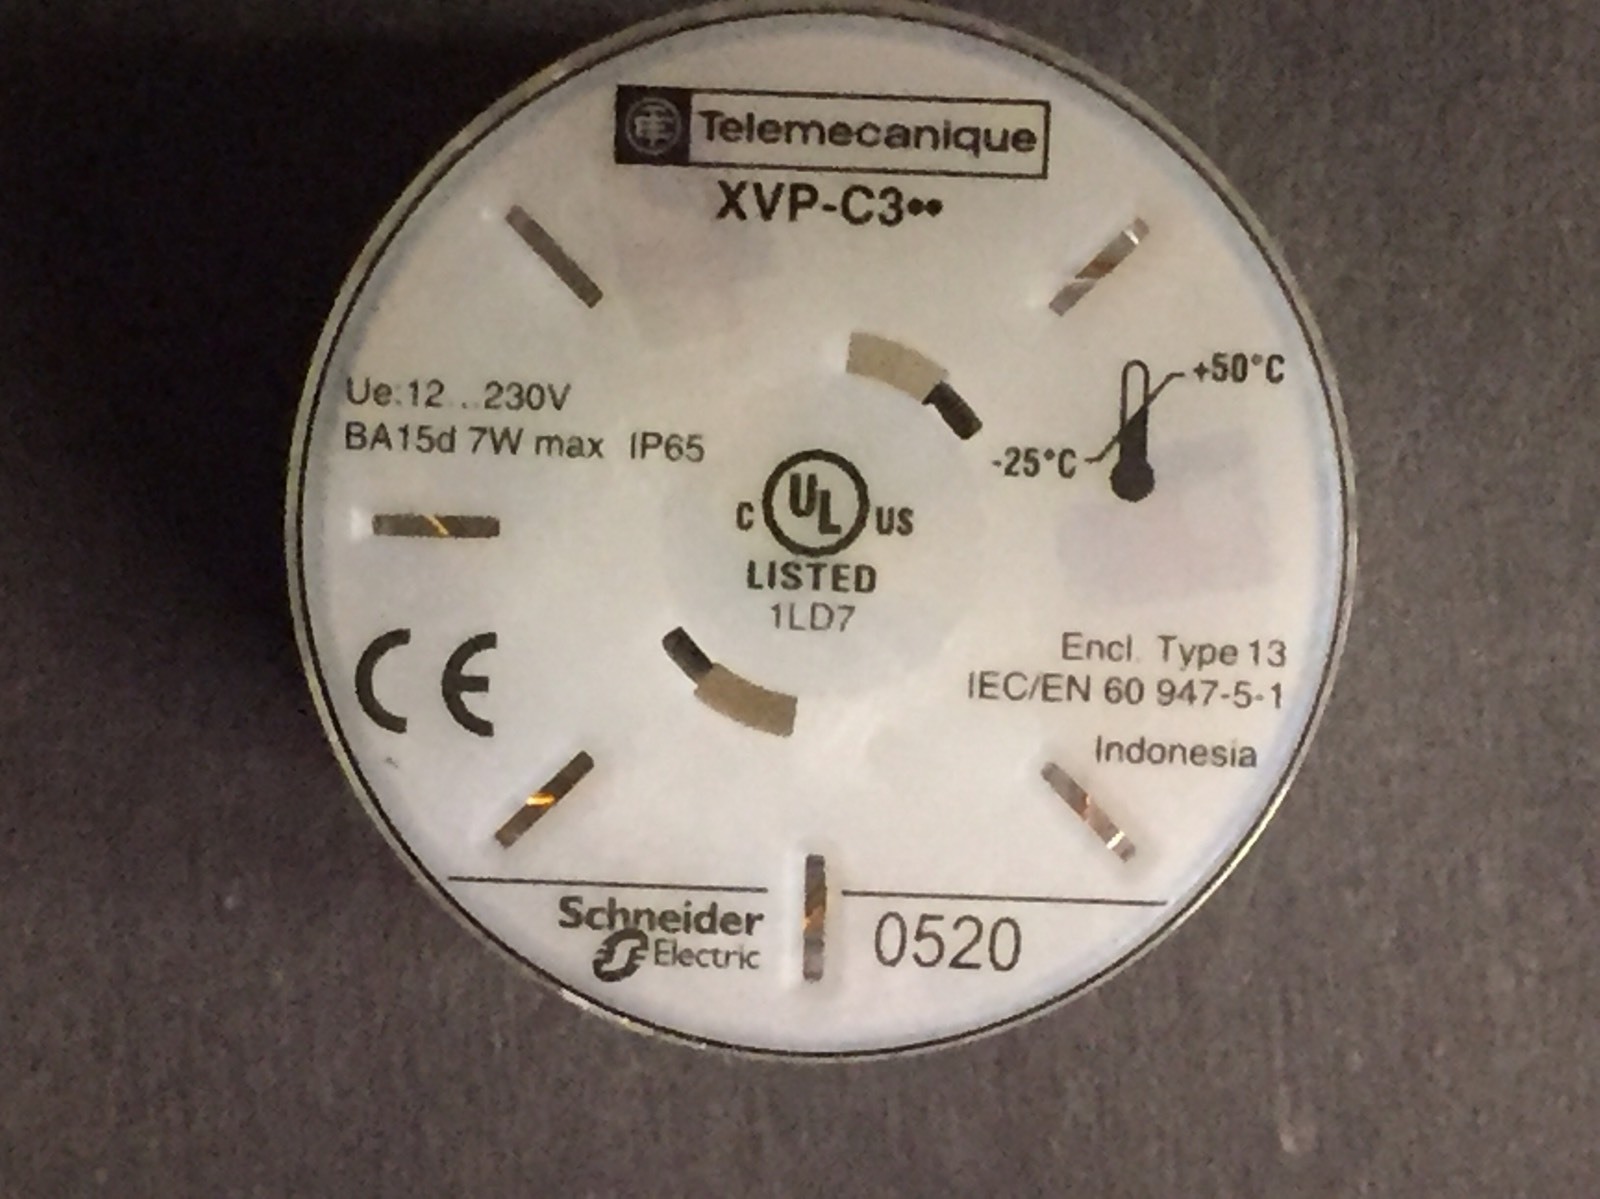 Telemecanique
XVP-C3••
+50°C
-25°C
Ue:12...230V
BA15d 7W max IP65
C UL US
LISTED
1LD7
CE
Encl. Type 13
IEC/EN 60 947-5-1
Indonesia
Schneider
Electric
0520